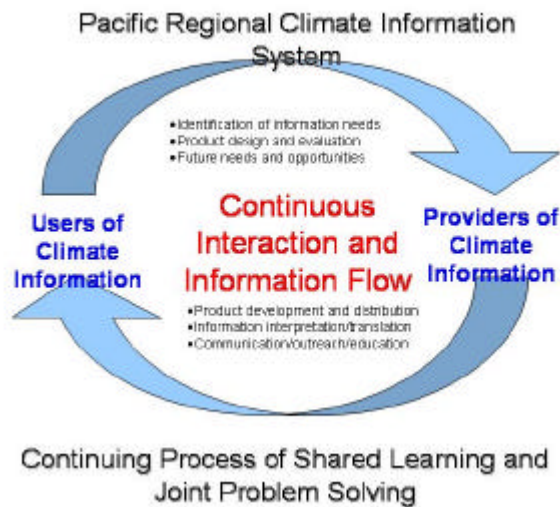 Pacific Regional Climate Information
System
•Identification of information needs
•Product design and evaluation
•Future needs and opportunities
Users of
Climate
Information
Continuous
Interaction and
Information Flow
Providers of
Climate
Information
•Product development and distribution
•Information interpretation/translation
•Communication/outreach/education
Continuing Process of Shared Learning and
Joint Problem Solving